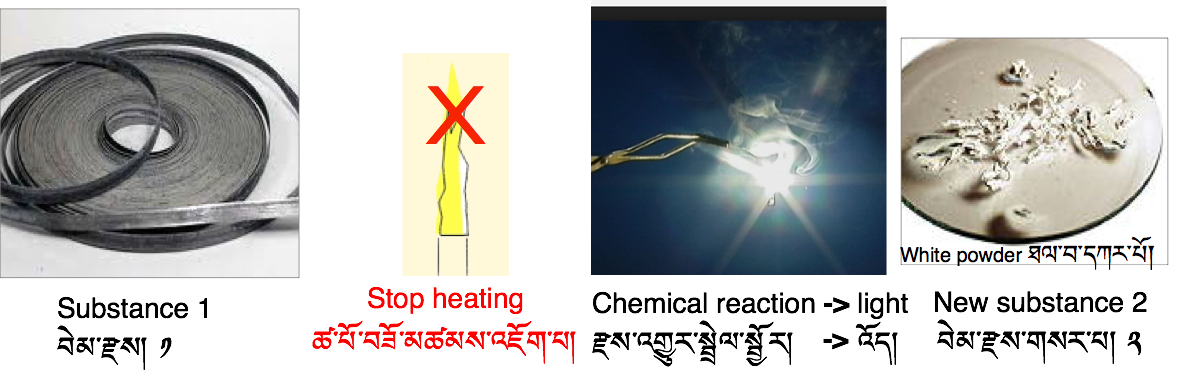 White powder ཐལ་བ་དཀར་པོ།
Substance 1
བེམ་རྫས། ༡
Stop heating
ཚ་པོ་བཟོ་མཚམས་འཇོག་པ།
Chemical reaction -> light
རྫས་འགྱུར་སྦྲེལ་སྦྱོར། -> འོད།
New substance 2
བེམ་རྫས་གསར་པ། ༢